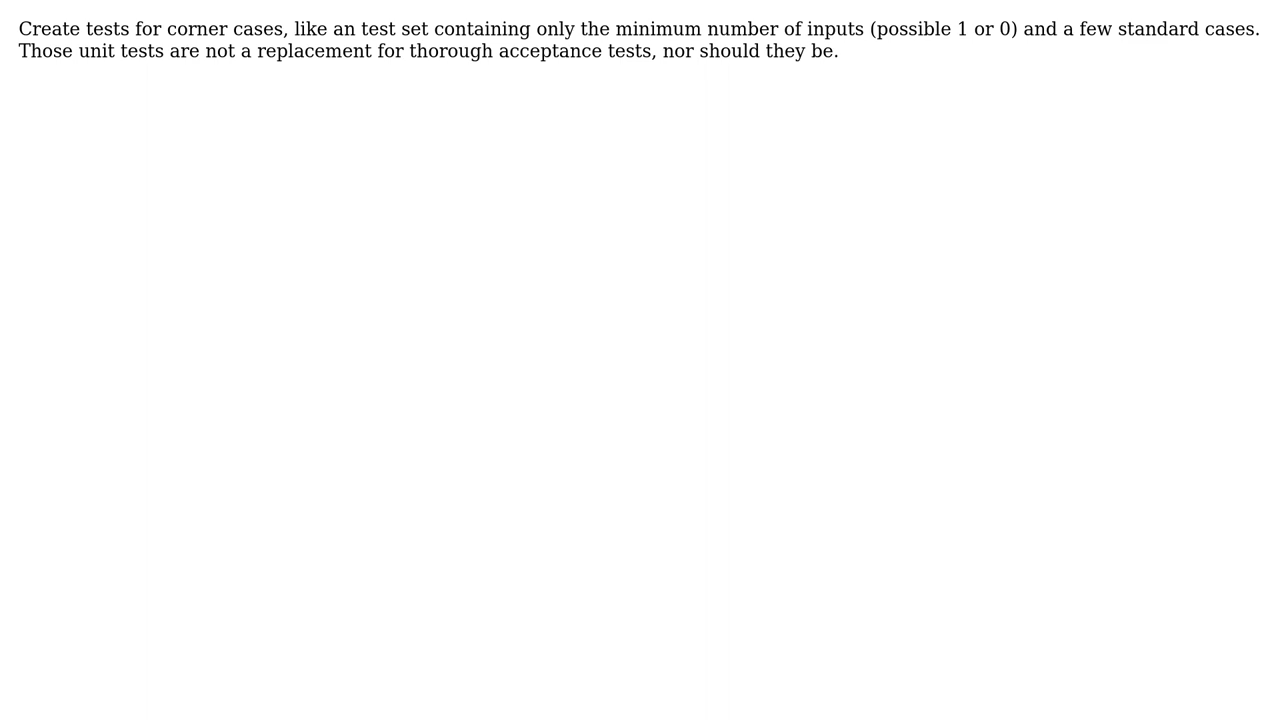 Create tests for corner cases, like an test set containing only the minimum number of inputs (possible 1 or 0) and a few standard cases.
Those unit tests are not a replacement for thorough acceptance tests, nor should they be.